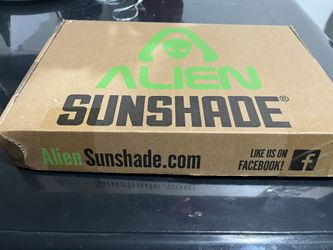 ALIEN
SUNSHADE®
AlienSunshade.com
LIKE US ON
FACEBOOK!